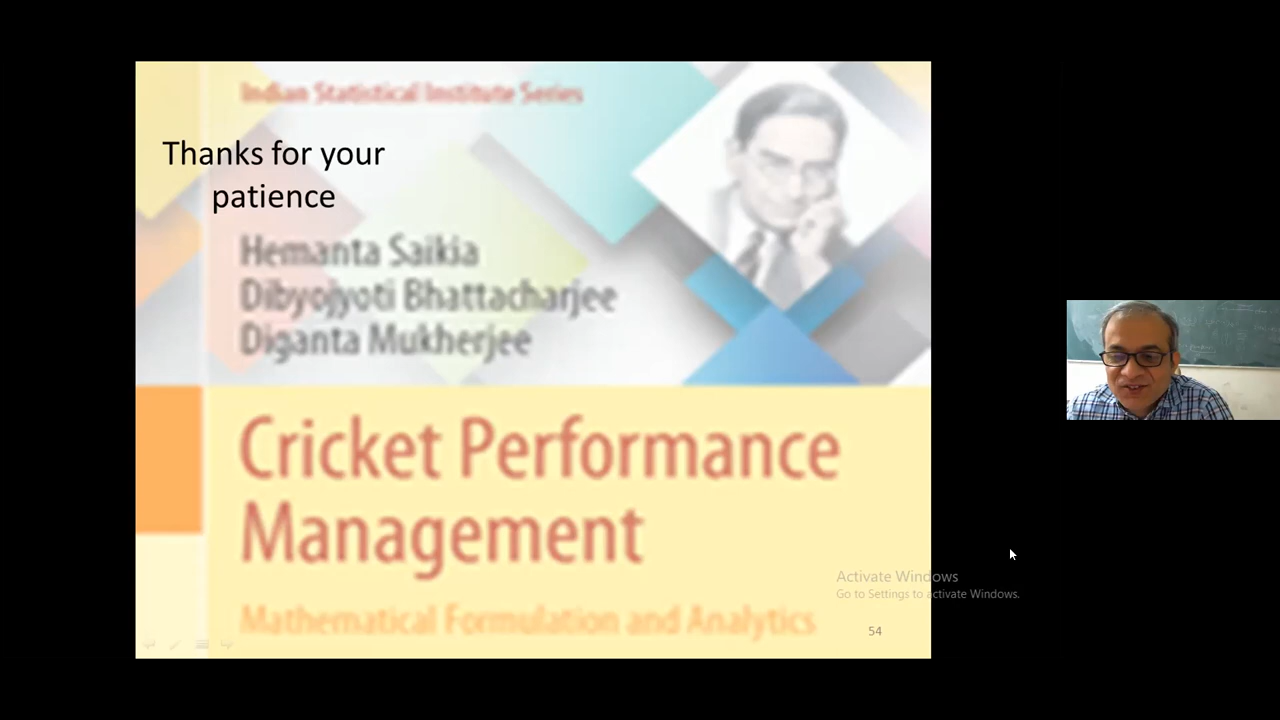 Indian Statistical Institute Series
Thanks for your
patience
Hemanta Saikia
Dibyojyoti Bhattacharjee
Diganta Mukherjee
Cricket Performance
Management
Mathematical Formulation and Analytics
Activate Windows
Go to Settings to activate Windows.
54